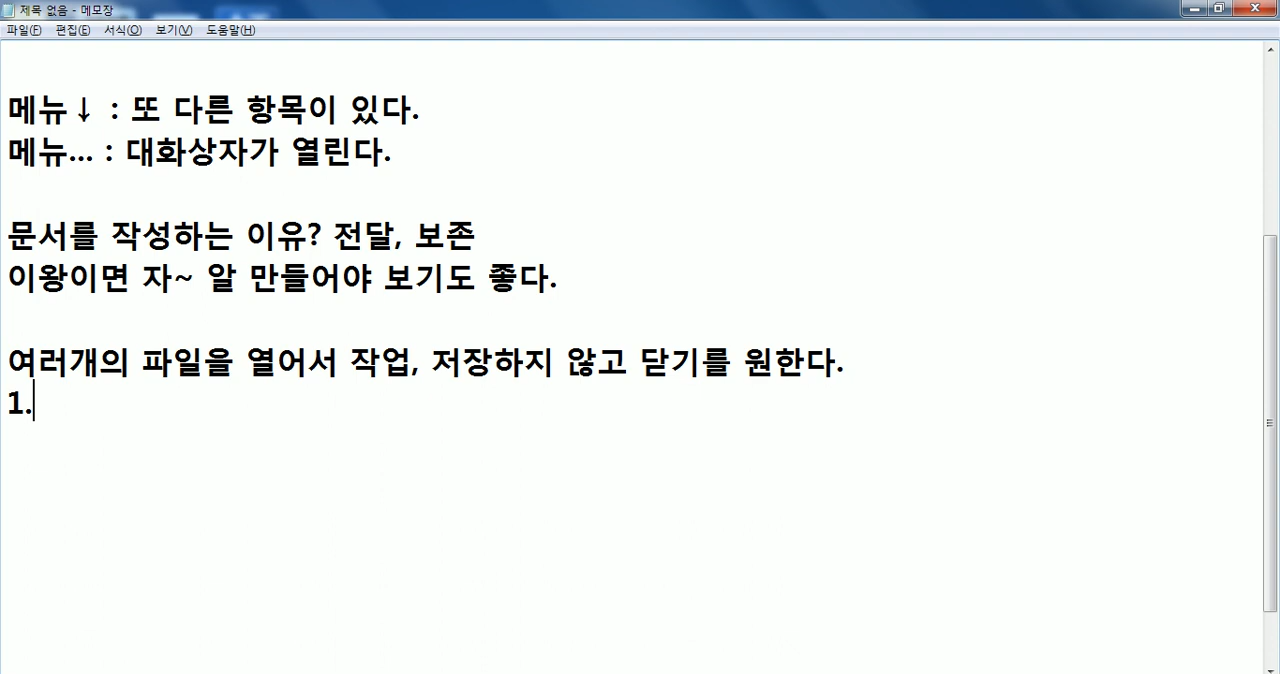 제목 없음 - 메모장
파일(F) 편집(E) 서식(O) 보기(V) 도움말(H)
메뉴↓ : 또 다른 항목이 있다.
메뉴... : 대화상자가 열린다.
문서를 작성하는 이유? 전달, 보존
이왕이면 자~ 알 만들어야 보기도 좋다.
여러개의 파일을 열어서 작업, 저장하지 않고 닫기를 원한다.
1.